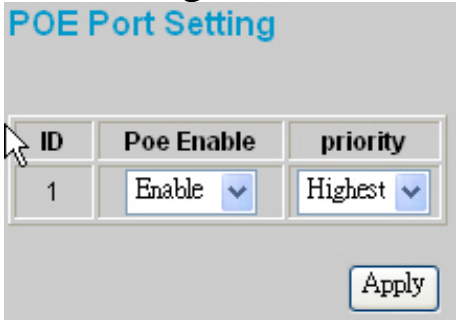 POE Port Setting
ID Poe Enable priority
1 Enable Highest
Apply